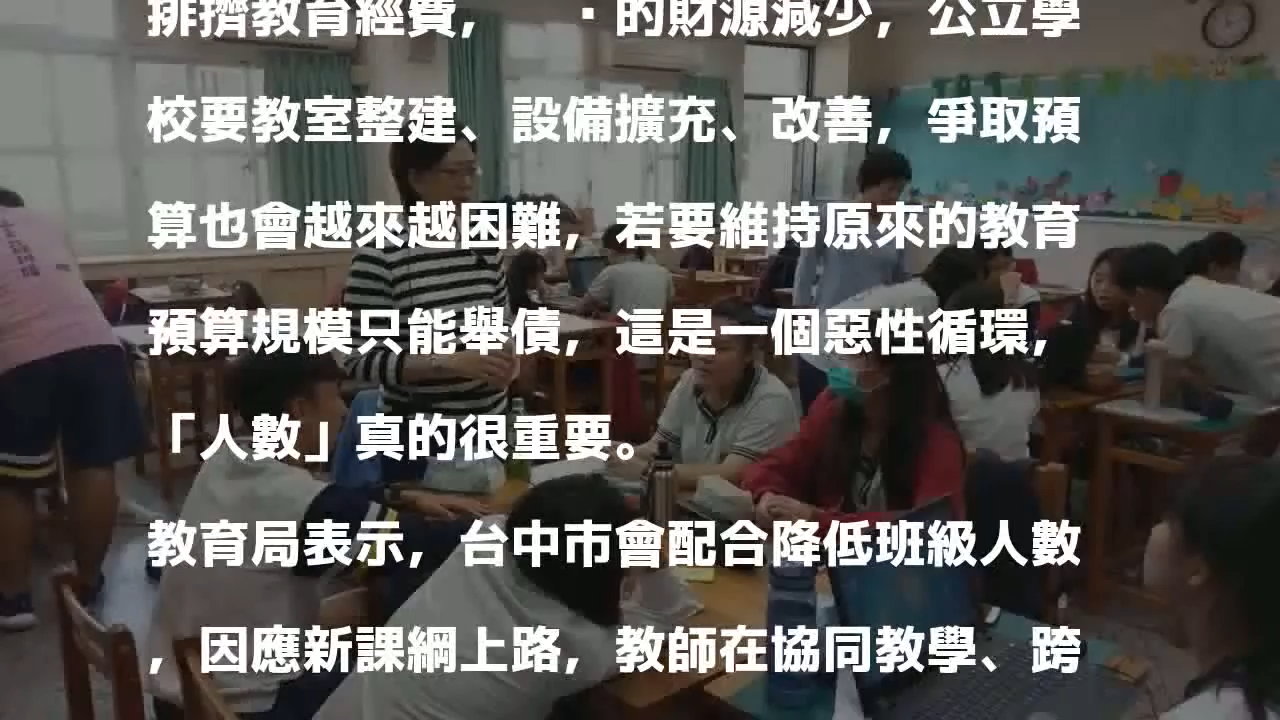 排擠教育經費,　·的財源減少,公立學
校要教室整建、設備擴充、改善,爭取預
算也會越來越困難,若要維持原來的教育
預算規模只能舉債,這是一個惡性循環,
「人數」真的很重要。
教育局表示,台中市會配合降低班級人數
,因應新課綱上路,教師在協同教學、跨